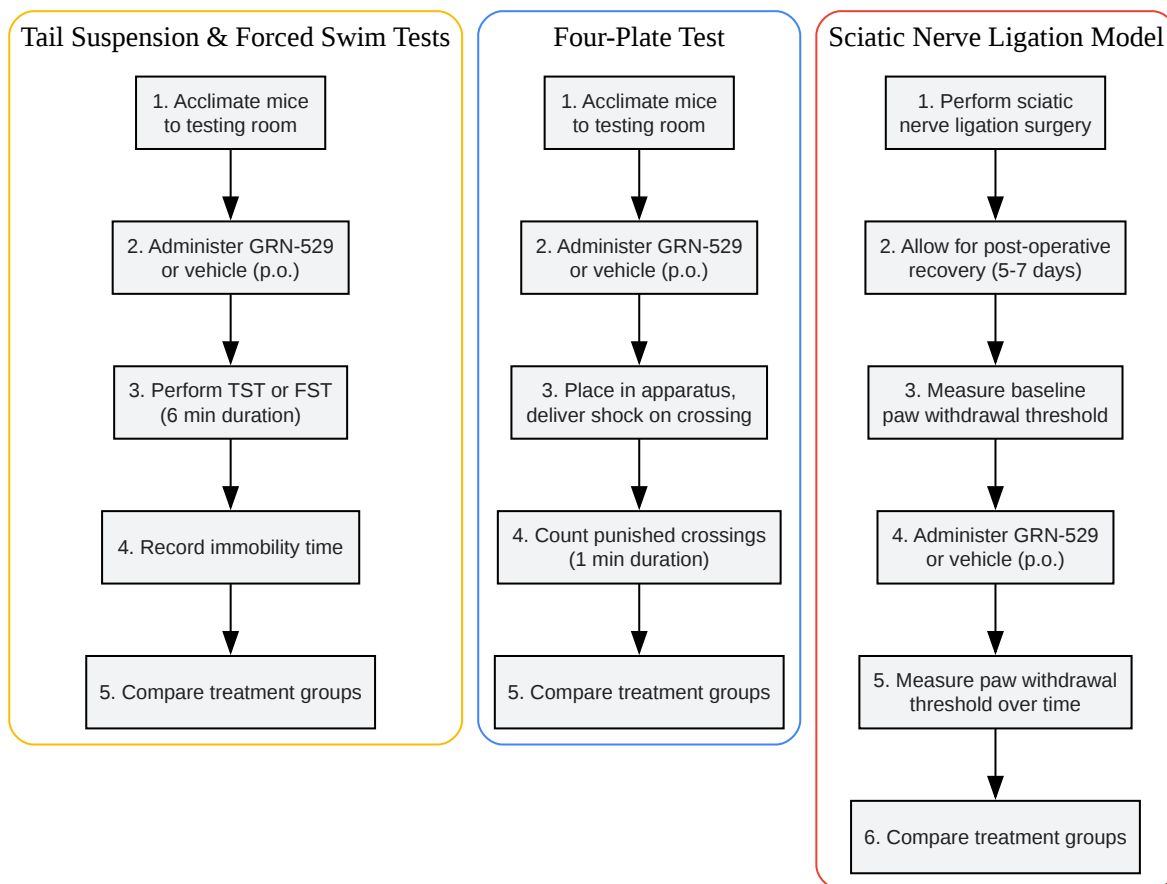 Tail Suspension & Forced Swim Tests
1. Acclimate mice
to testing room
2. Administer GRN-529
or vehicle (p.o.)
3. Perform TST or FST
(6 min duration)
4. Record immobility time
5. Compare treatment groups
Four-Plate Test
1. Acclimate mice
to testing room
2. Administer GRN-529
or vehicle (p.o.)
3. Place in apparatus,
deliver shock on crossing
4. Count punished crossings
(1 min duration)
5. Compare treatment groups
Sciatic Nerve Ligation Model
1. Perform sciatic
nerve ligation surgery
2. Allow for post-operative
recovery (5-7 days)
3. Measure baseline
paw withdrawal threshold
4. Administer GRN-529
or vehicle (p.o.)
5. Measure paw withdrawal
threshold over time
6. Compare treatment groups